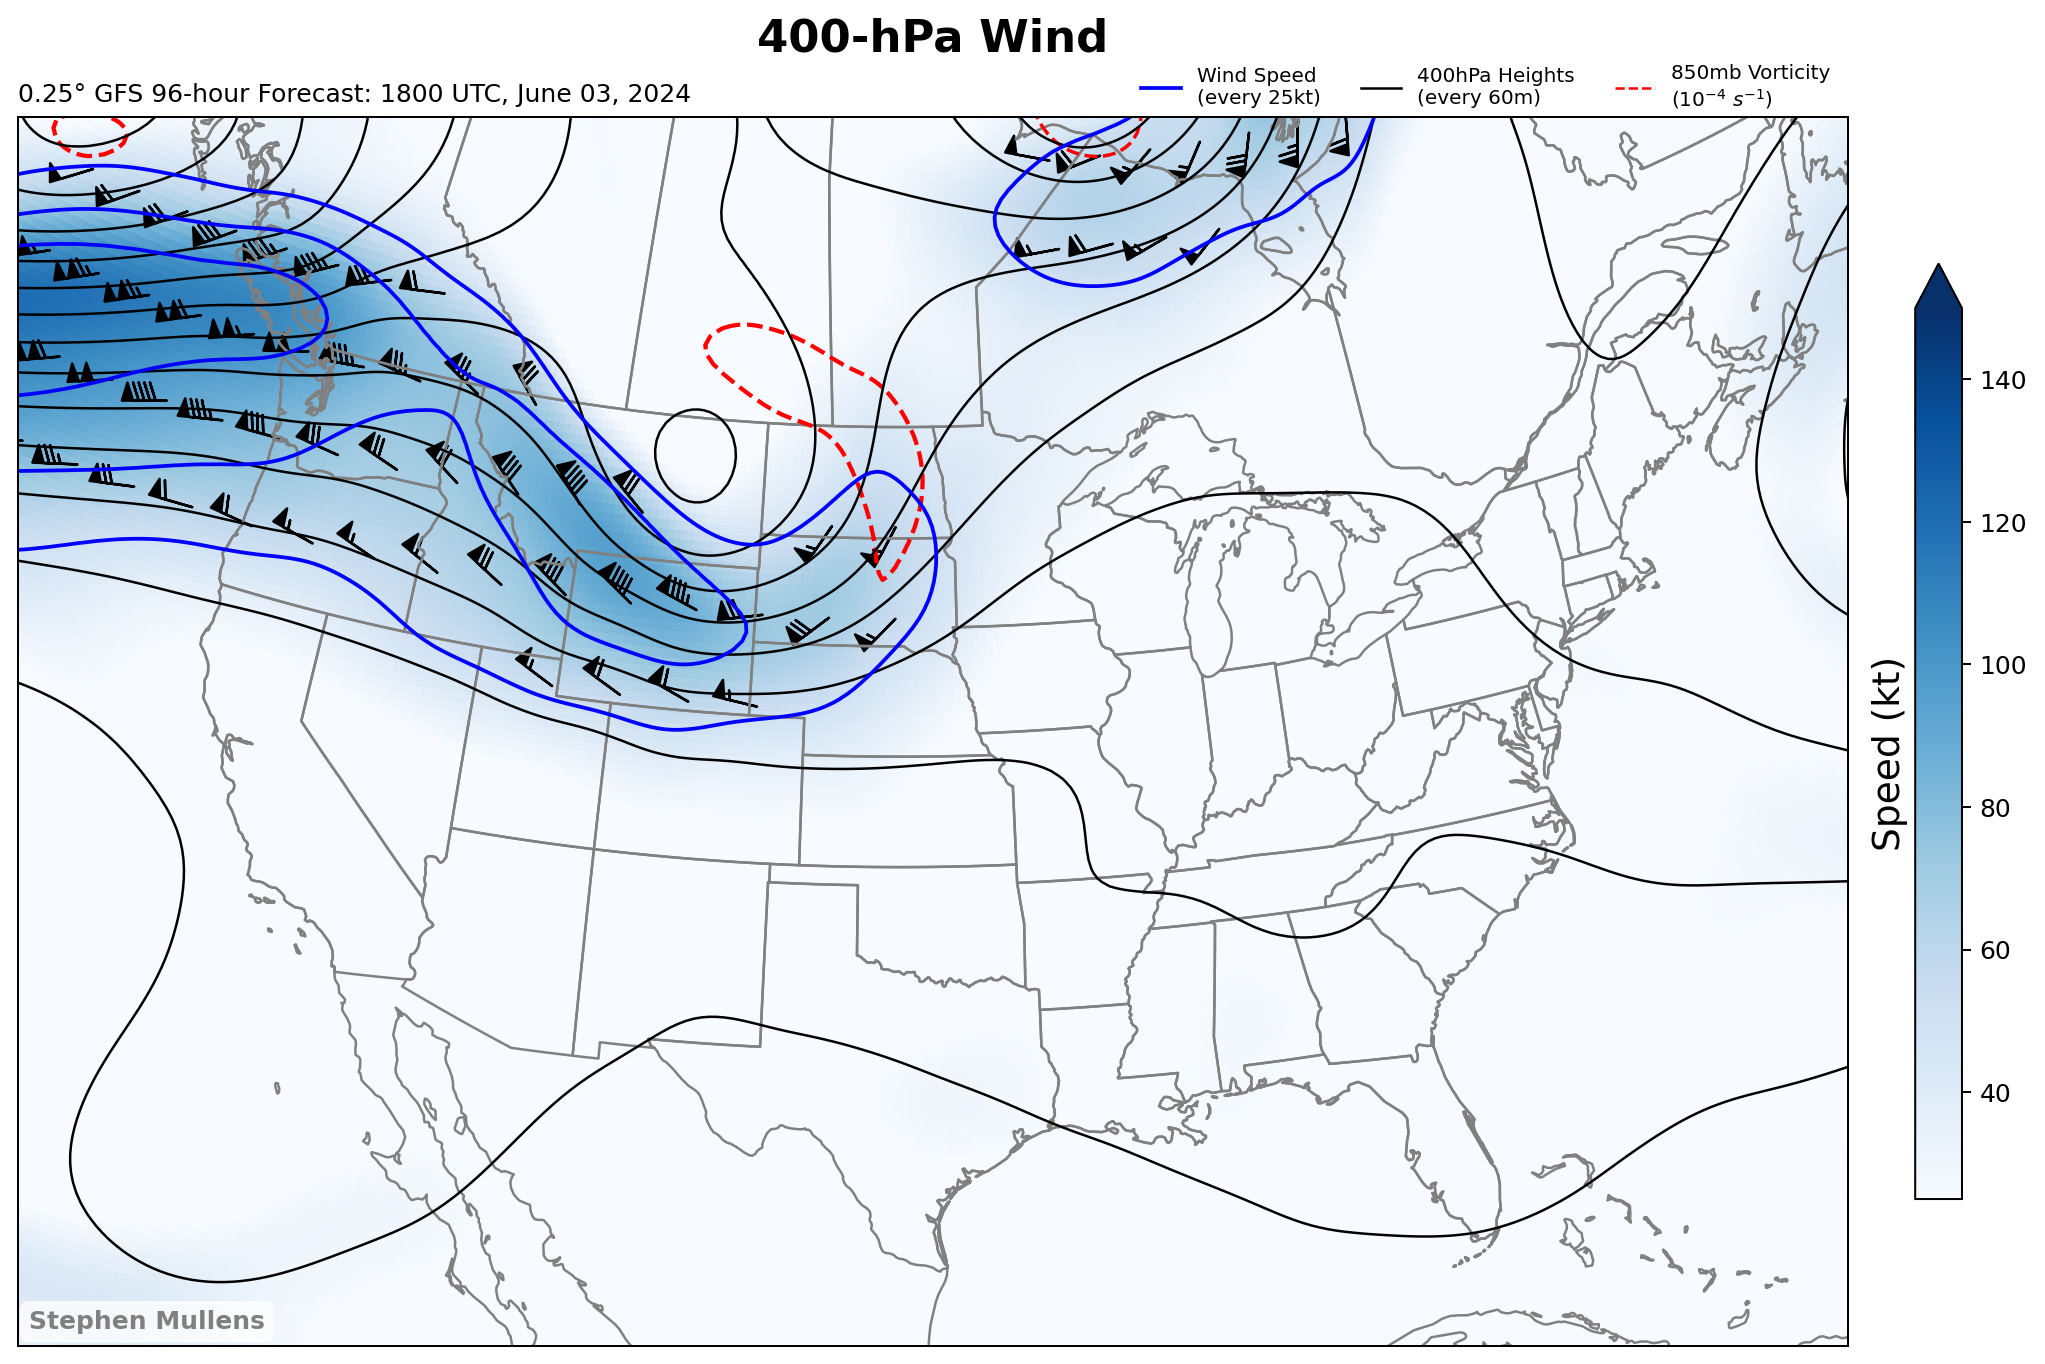 400-hPa Wind
0.25° GFS 96-hour Forecast: 1800 UTC, June 03, 2024
Wind Speed
(every 25kt)
400hPa Heights
(every 60m)
850mb Vorticity
(10⁻⁴ s⁻¹)
140
120
100
80
60
40
Speed (kt)
Stephen Mullens